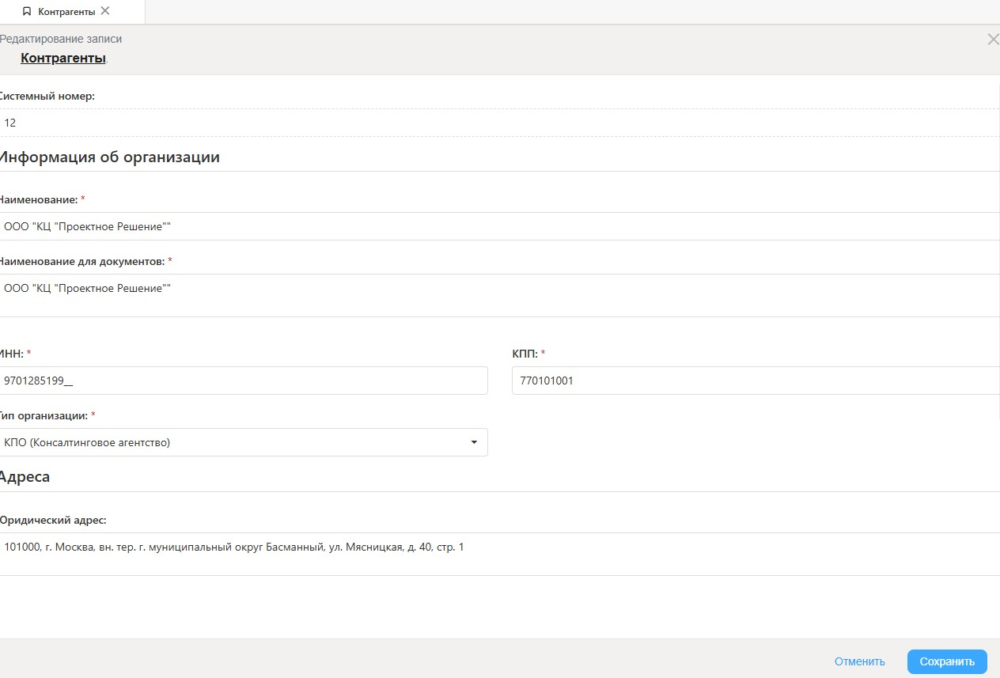 Контрагенты
Редактирование записи
Контрагенты.
Системный номер:
12
Информация об организации
Наименование: *
ООО "КЦ "Проектное Решение""
Наименование для документов: *
ООО "КЦ "Проектное Решение""
ИНН: * КПП: *
9701285199__ 770101001
Тип организации: *
КПО (Консалтинговое агентство)
Адреса
Юридический адрес:
101000, г. Москва, вн. тер. г. муниципальный округ Басманный, ул. Мясницкая, д. 40, стр. 1
Отменить Сохранить